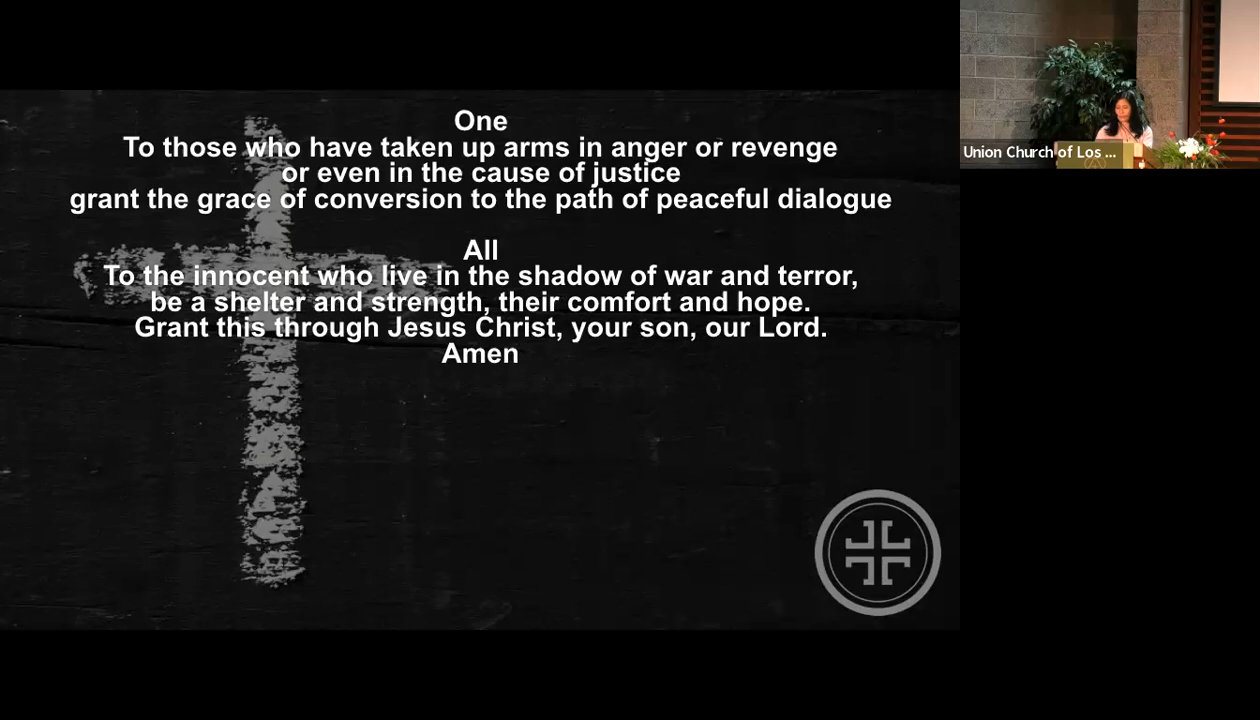 One
To those who have taken up arms in anger or revenge
or even in the cause of justice
grant the grace of conversion to the path of peaceful dialogue
All
To the innocent who live in the shadow of war and terror,
be a shelter and strength, their comfort and hope.
Grant this through Jesus Christ, your son, our Lord.
Amen
Union Church of Los ...